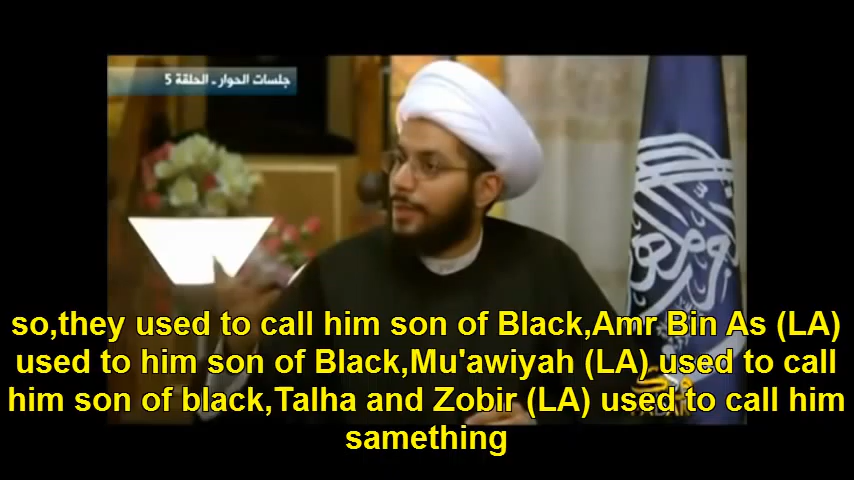 جلسات الحوار - الحلقة 5
so,they used to call him son of Black,Amr Bin As (LA)
used to him son of Black,Mu'awiyah (LA) used to call
him son of black,Talha and Zobir (LA) used to call him
samething